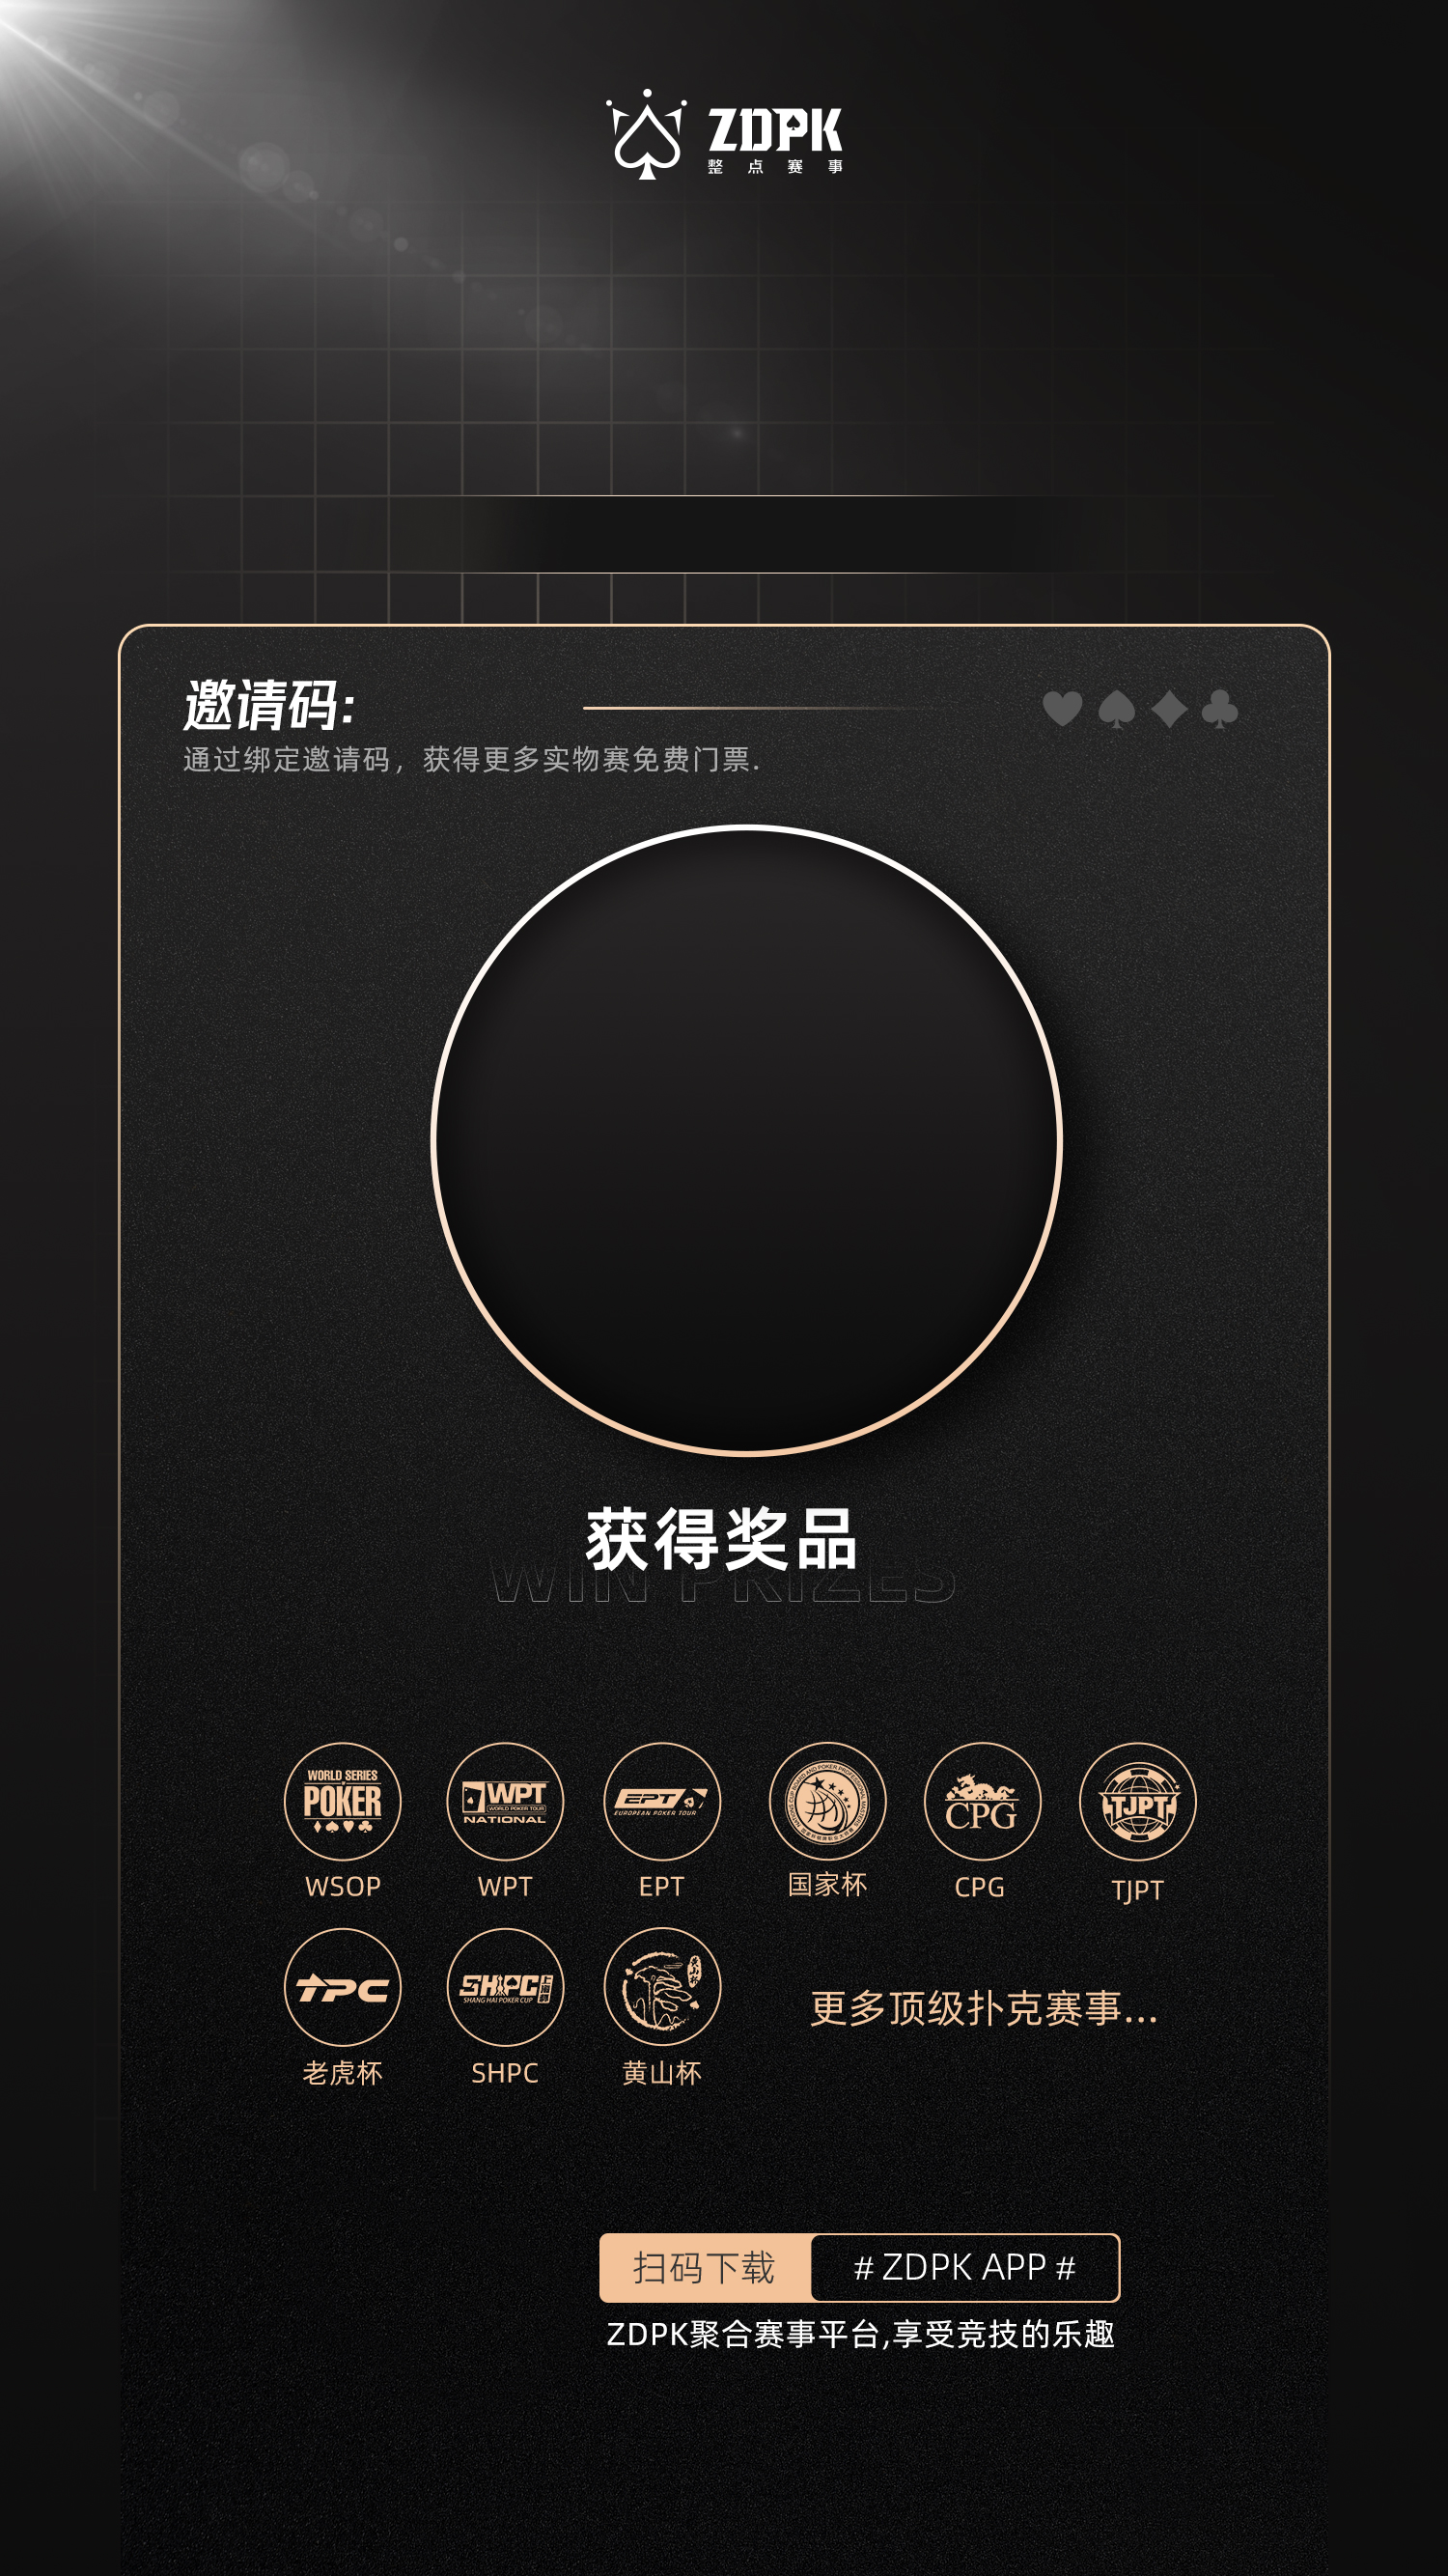 ZDPK
整点赛事
邀请码:
通过绑定邀请码，获得更多实物赛免费门票.
获得奖品
WIN PRIZES
WORLD SERIES
OF
POKER
WPT
WORLD POKER TOUR
NATIONAL
EPT
EUROPEAN POKER TOUR
CPG
TJPT
WSOP
WPT
EPT
国家杯
CPG
TJPT
TPC
SHPC
SHANG HAI POKER CUP
老虎杯
SHPC
黄山杯
更多顶级扑克赛事...
扫码下载
# ZDPK APP #
ZDPK聚合赛事平台,享受竞技的乐趣